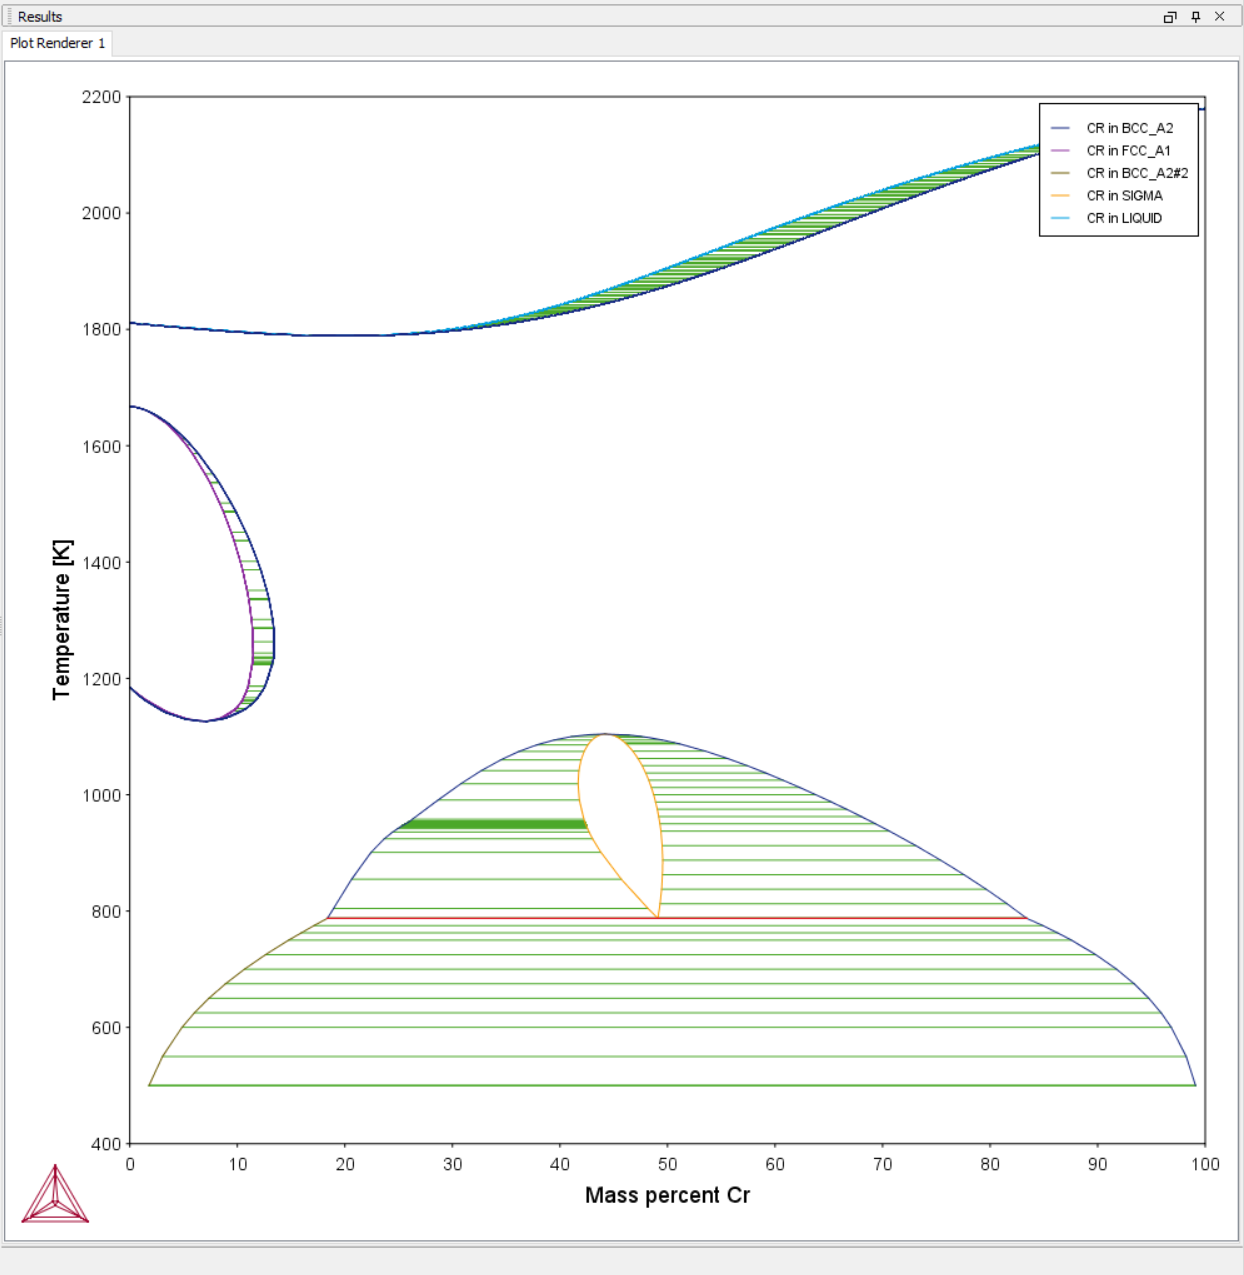 Results
Plot Renderer 1
2200
2000
1800
1600
1400
1200
1000
800
600
400
Temperature [K]
CR in BCC_A2
CR in FCC_A1
CR in BCC_A2#2
CR in SIGMA
CR in LIQUID
0 10 20 30 40 50 60 70 80 90 100
Mass percent Cr